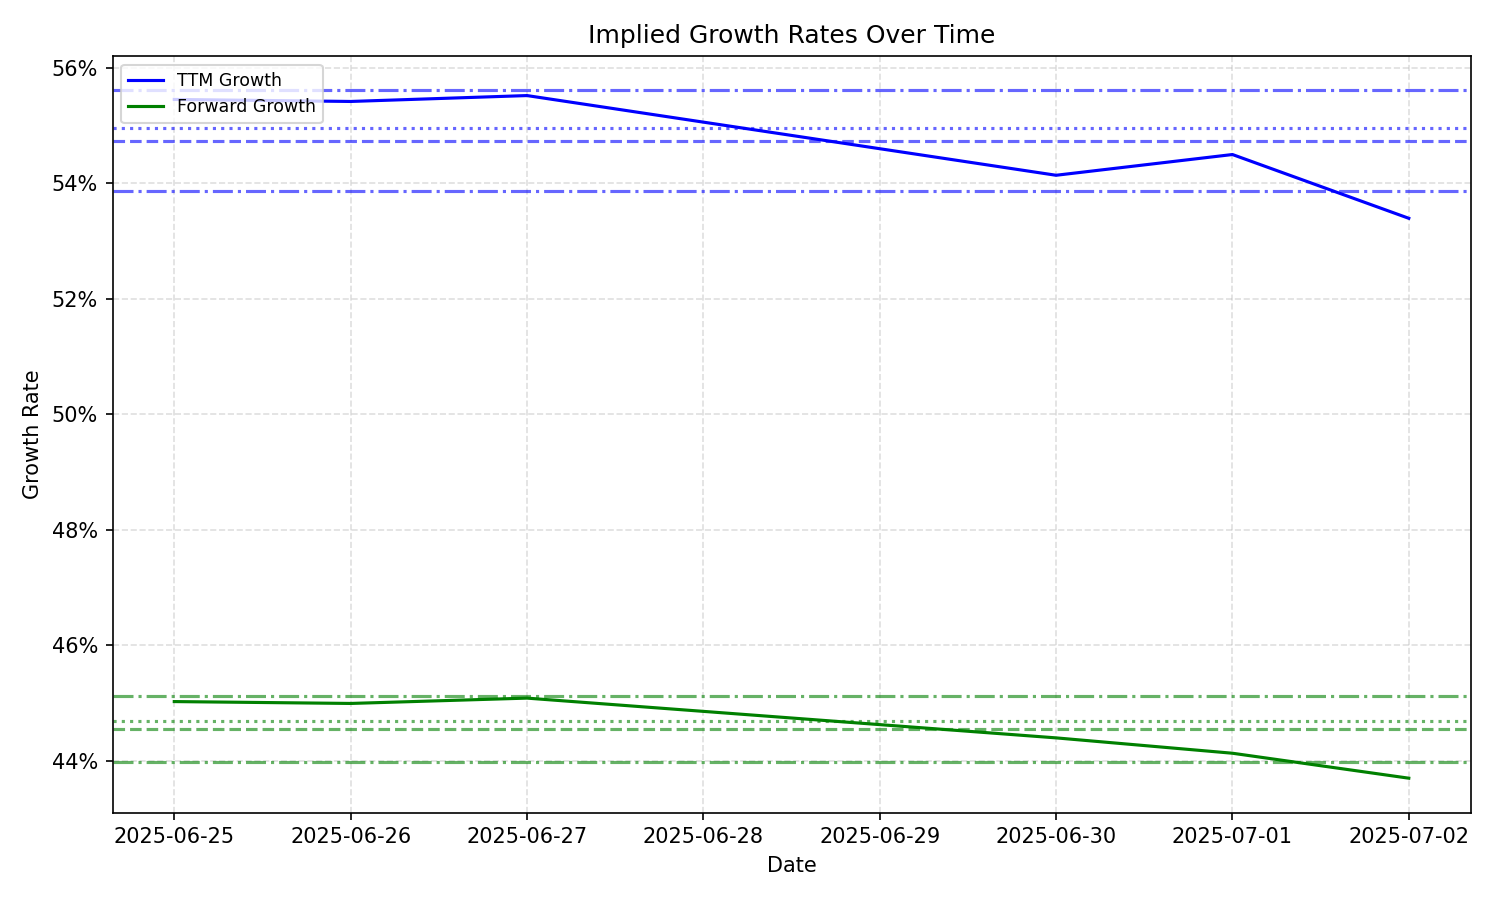 Implied Growth Rates Over Time
56%
54%
52%
50%
48%
46%
44%
Growth Rate
TTM Growth
Forward Growth
2025-06-25 2025-06-26 2025-06-27 2025-06-28 2025-06-29 2025-06-30 2025-07-01 2025-07-02
Date